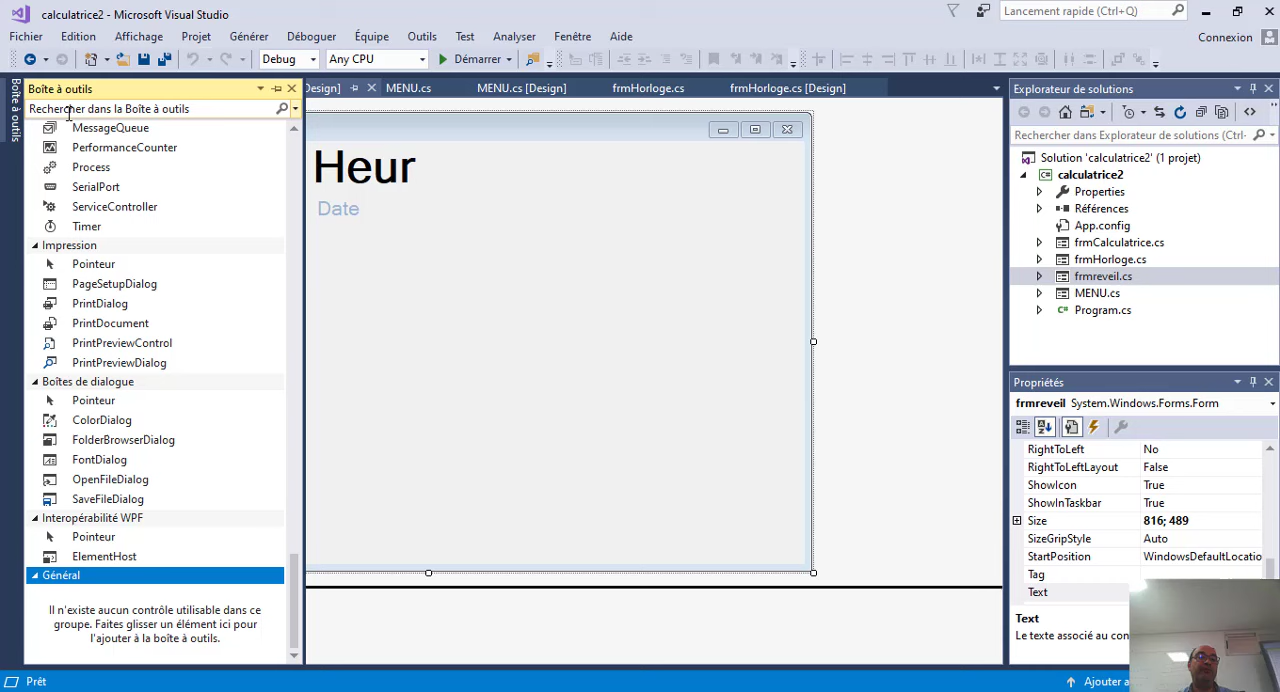 calculatrice2 - Microsoft Visual Studio
Lancement rapide (Ctrl+Q)
Fichier Edition Affichage Projet Générer Déboguer Équipe Outils Test Analyser Fenêtre Aide
Connexion
Debug Any CPU Démarrer
Boîte à outils
Boîte à outils
Design] MENU.cs MENU.cs [Design] frmHorloge.cs frmHorloge.cs [Design]
Rechercher dans la Boîte à outils
MessageQueue
PerformanceCounter
Process
SerialPort
ServiceController
Timer
Impression
Pointeur
PageSetupDialog
PrintDialog
PrintDocument
PrintPreviewControl
PrintPreviewDialog
Boîtes de dialogue
Pointeur
ColorDialog
FolderBrowserDialog
FontDialog
OpenFileDialog
SaveFileDialog
Interopérabilité WPF
Pointeur
ElementHost
Général
Il n'existe aucun contrôle utilisable dans ce
groupe. Faites glisser un élément ici pour
l'ajouter à la boîte à outils.
Heur
Date
Explorateur de solutions
Rechercher dans Explorateur de solutions (Ctrl-
Solution 'calculatrice2' (1 projet)
calculatrice2
Properties
Références
App.config
frmCalculatrice.cs
frmHorloge.cs
frmreveil.cs
MENU.cs
Program.cs
Propriétés
frmreveil System.Windows.Forms.Form
RightToLeft No
RightToLeftLayout False
ShowIcon True
ShowInTaskbar True
Size 816; 489
SizeGripStyle Auto
StartPosition WindowsDefaultLocatio
Tag
Text
Text
Le texte associé au con
Prêt
Ajouter a